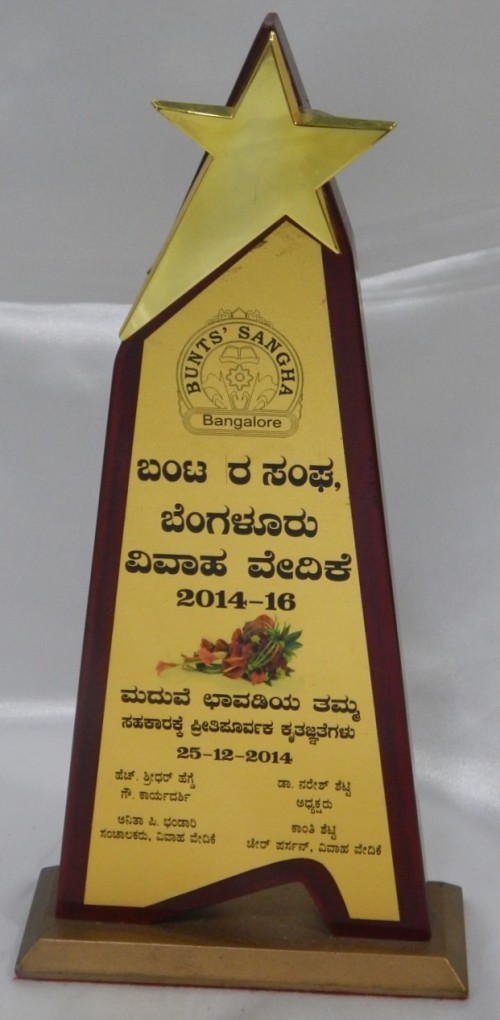 BUNTS' SANGHA
Bangalore
ಬಂಟ ರ ಸಂಘ,
ಬೆಂಗಳೂರು
ವಿವಾಹ ವೇದಿಕೆ
2014-16
ಮದುವೆ ಛಾವಡಿಯ ತಮ್ಮ
ಸಹಕಾರಕ್ಕೆ ಪ್ರೀತಿಪೂರ್ವಕ ಕೃತಜ್ಞತೆಗಳು
25-12-2014
ಹೆಚ್. ಶ್ರೀಧರ್ ಹೆಗ್ಡೆ
ಗೌ. ಕಾರ್ಯದರ್ಶಿ
ಡಾ. ನರೇಶ್ ಶೆಟ್ಟಿ
ಅಧ್ಯಕ್ಷರು
ಅನಿತಾ ಪಿ. ಭಂಡಾರಿ
ಸಂಚಾಲಕರು, ವಿವಾಹ ವೇದಿಕೆ
ಕಾಂತಿ ಶೆಟ್ಟಿ
ಚೇರ್ ಪರ್ಸನ್, ವಿವಾಹ ವೇದಿಕೆ